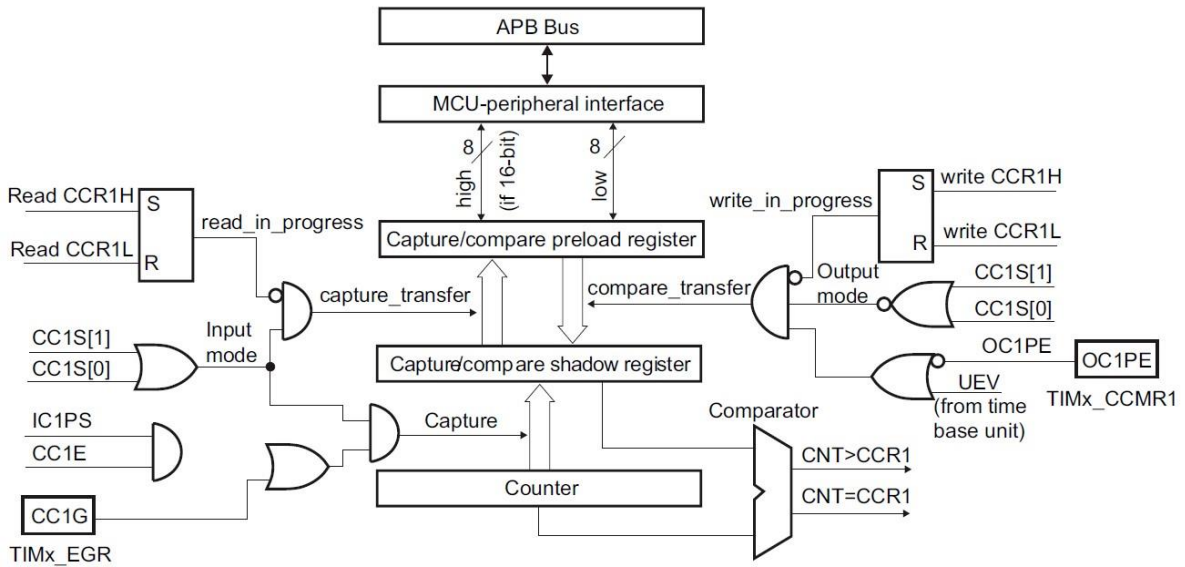 APB Bus
MCU-peripheral interface
8
high
(if 16-bit)
8
low
Read CCR1H
S
read_in_progress
Read CCR1L
R
write_in_progress
S
write CCR1H
R
write CCR1L
Capture/compare preload register
capture_transfer
compare_transfer
Output
mode
CC1S[1]
CC1S[0]
CC1S[1]
CC1S[0]
Input
mode
Capture/compare shadow register
OC1PE
OC1PE
UEV
(from time
base unit)
TIMx_CCMR1
IC1PS
CC1E
Capture
Comparator
CNT>CCR1
CNT=CCR1
Counter
CC1G
TIMx_EGR